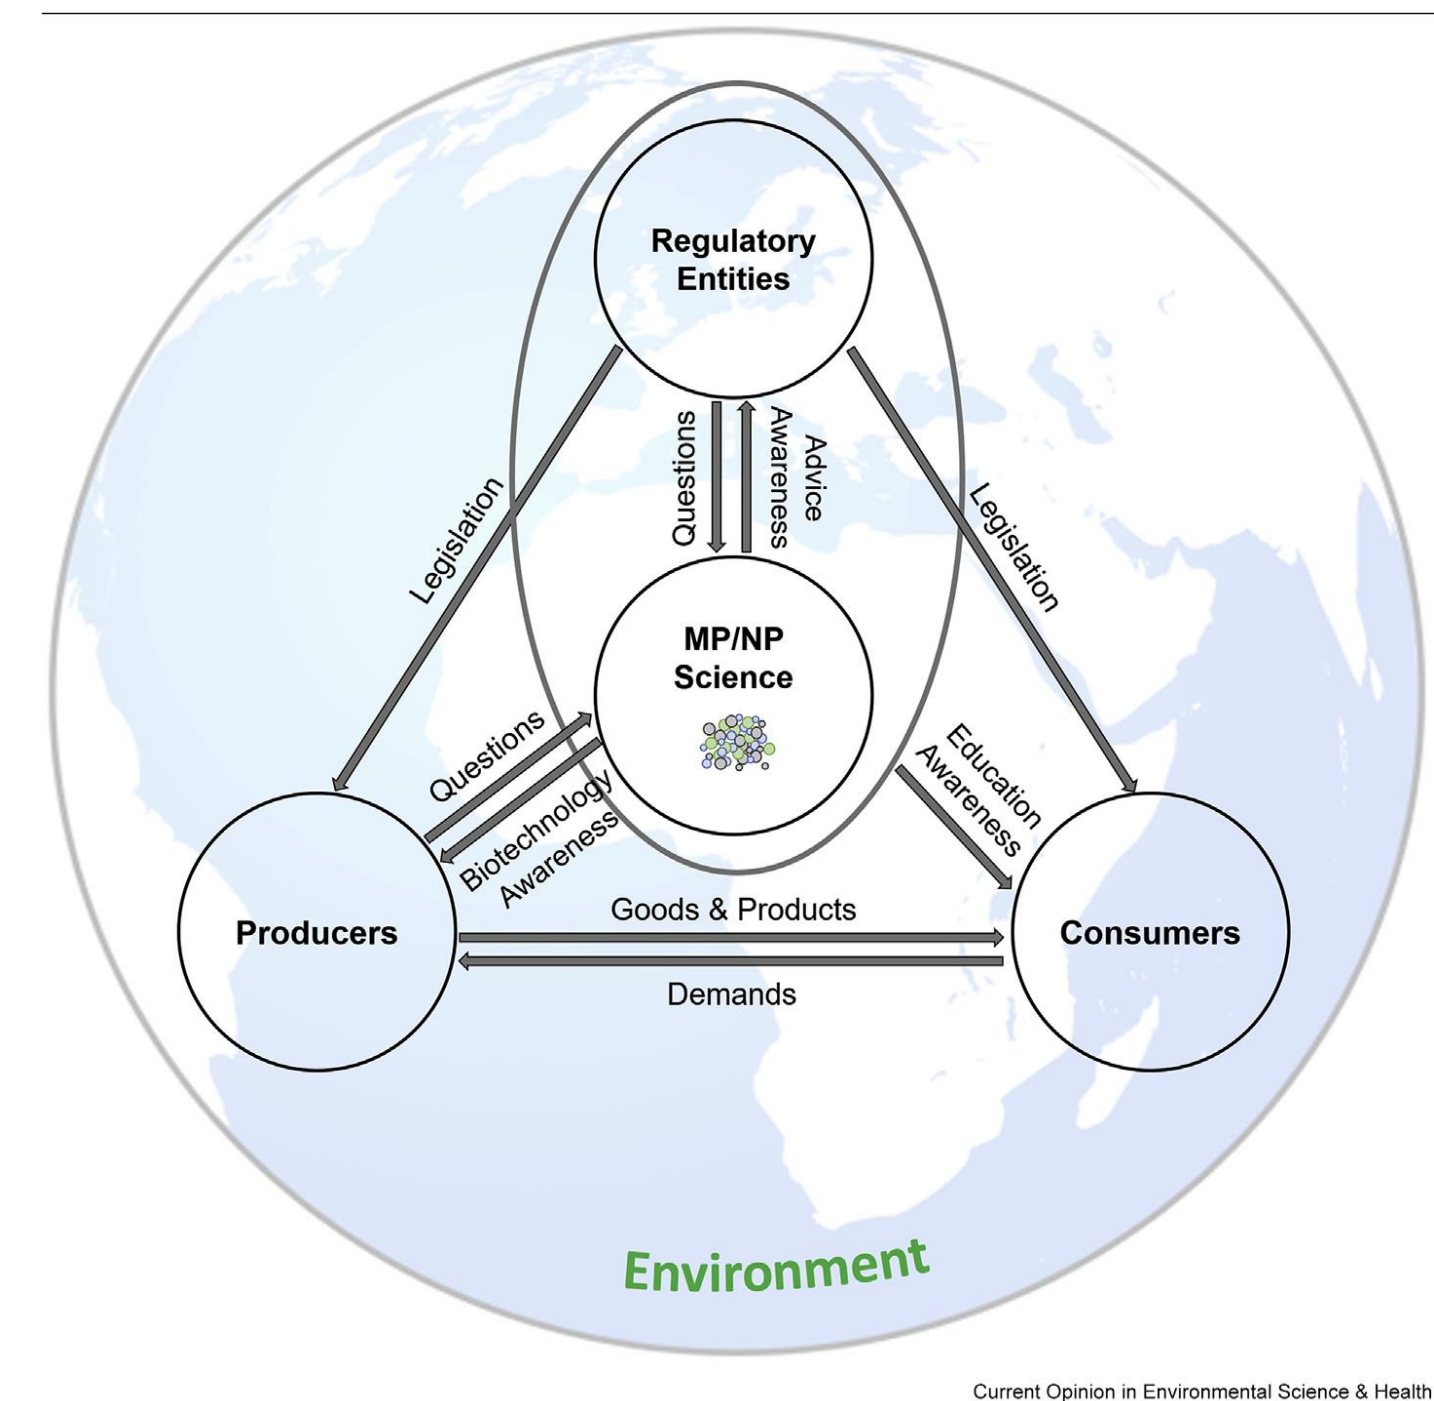 Regulatory
Entities
Questions
Advice
Awareness
Legislation
Legislation
MP/NP
Science
Questions
Biotechnology
Awareness
Education
Awareness
Goods & Products
Producers
Consumers
Demands
Environment
Current Opinion in Environmental Science & Health